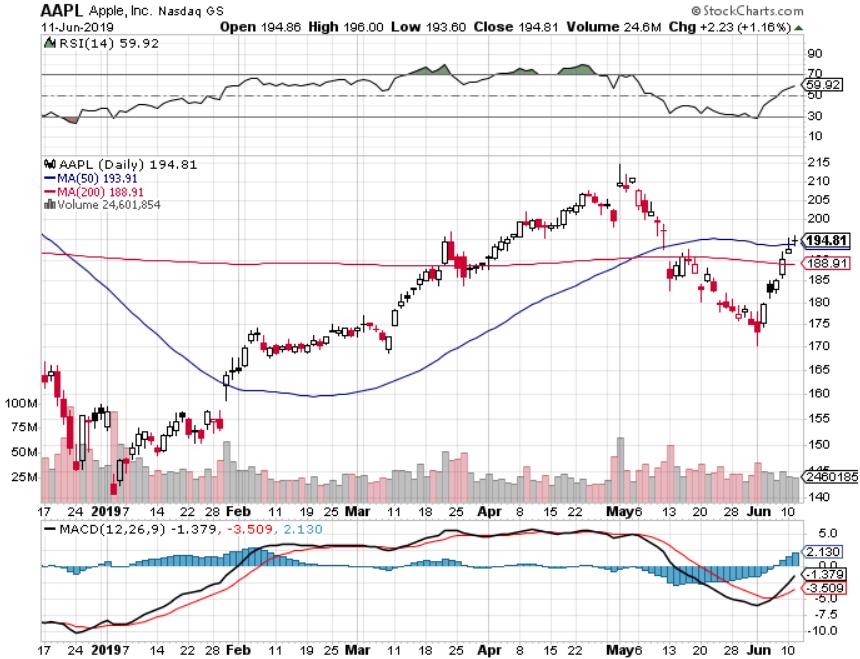 AAPL Apple, Inc. Nasdaq GS @StockCharts.com
11-Jun-2019 Open 194.86 High 196.00 Low 193.60 Close 194.81 Volume 24.6M Chg +2.23 (+1.16%)
RSI(14) 59.92
90
70
59.92
50
30
10
AAPL (Daily) 194.81
MA(50) 193.91
MA(200) 188.91
Volume 24,601,854
215
210
205
200
194.81
188.91
185
180
175
170
165
160
155
150
145
140
100M
75M
50M
25M
2460185
17 24 2019 7 14 22 28 Feb 11 19 25 Mar 11 18 25 Apr 8 15 22 May 6 13 20 28 Jun 10
MACD(12,26,9) -1.379, -3.509, 2.130
5.0
2.130
0.0
-1.379
-3.509
-5.0
-7.5
-10.0
17 24 2019 7 14 22 28 Feb 11 19 25 Mar 11 18 25 Apr 8 15 22 May 6 13 20 28 Jun 10